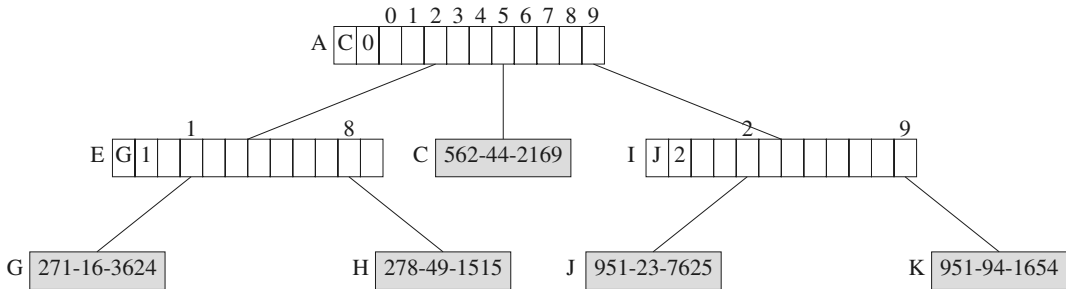 0 1 2 3 4 5 6 7 8 9
A C 0
1 8 2 9
E G 1 C 562-44-2169 I J 2
G 271-16-3624 H 278-49-1515 J 951-23-7625 K 951-94-1654